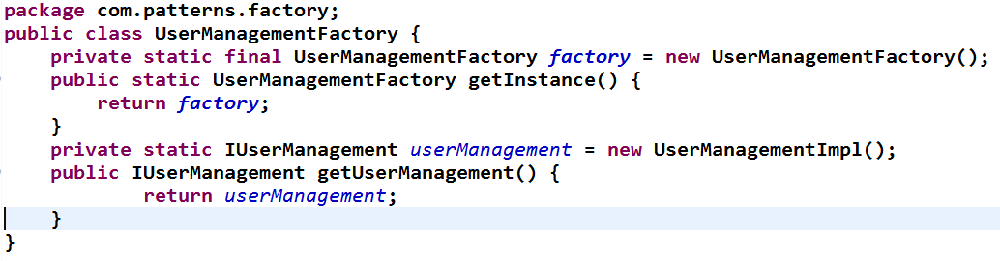 package com.patterns.factory;
public class UserManagementFactory {
    private static final UserManagementFactory factory = new UserManagementFactory();
    public static UserManagementFactory getInstance() {
        return factory;
    }
    private static IUserManagement userManagement = new UserManagementImpl();
    public IUserManagement getUserManagement() {
            return userManagement;
    }
}